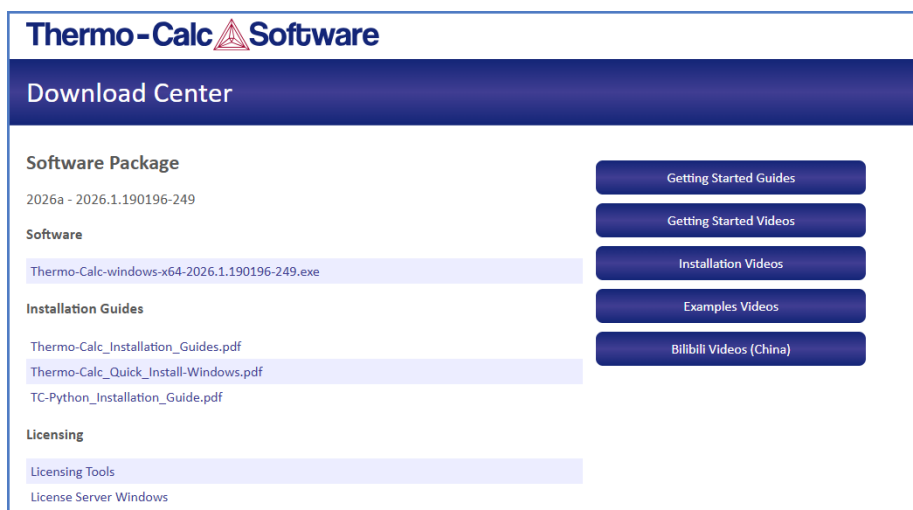 Thermo-Calc Software
Download Center
Software Package
2026a - 2026.1.190196-249
Software
Thermo-Calc-windows-x64-2026.1.190196-249.exe
Installation Guides
Thermo-Calc_Installation_Guides.pdf
Thermo-Calc_Quick_Install-Windows.pdf
TC-Python_Installation_Guide.pdf
Licensing
Licensing Tools
License Server Windows
Getting Started Guides
Getting Started Videos
Installation Videos
Examples Videos
Bilibili Videos (China)